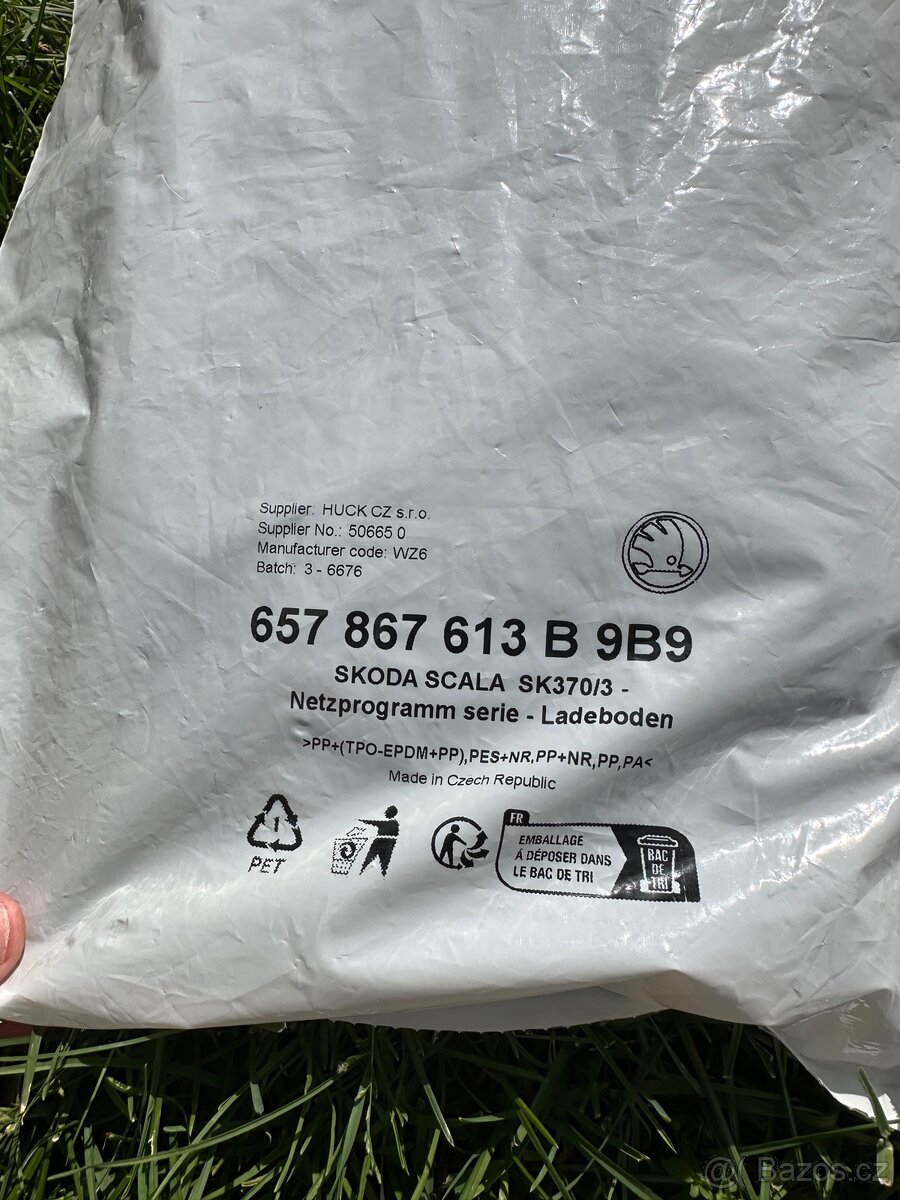 Supplier: HUCK CZ s.r.o.
Supplier No.: 50665 0
Manufacturer code: WZ6
Batch: 3 - 6676
657 867 613 B 9B9
SKODA SCALA SK370/3 -
Netzprogramm serie - Ladeboden
>PP+(TPO-EPDM+PP),PES+NR,PP+NR,PP,PA<
Made in Czech Republic
1
PET
FR
EMBALLAGE
À DÉPOSER DANS
LE BAC DE TRI
BAC
DE
TRI
@ Bazos.cz